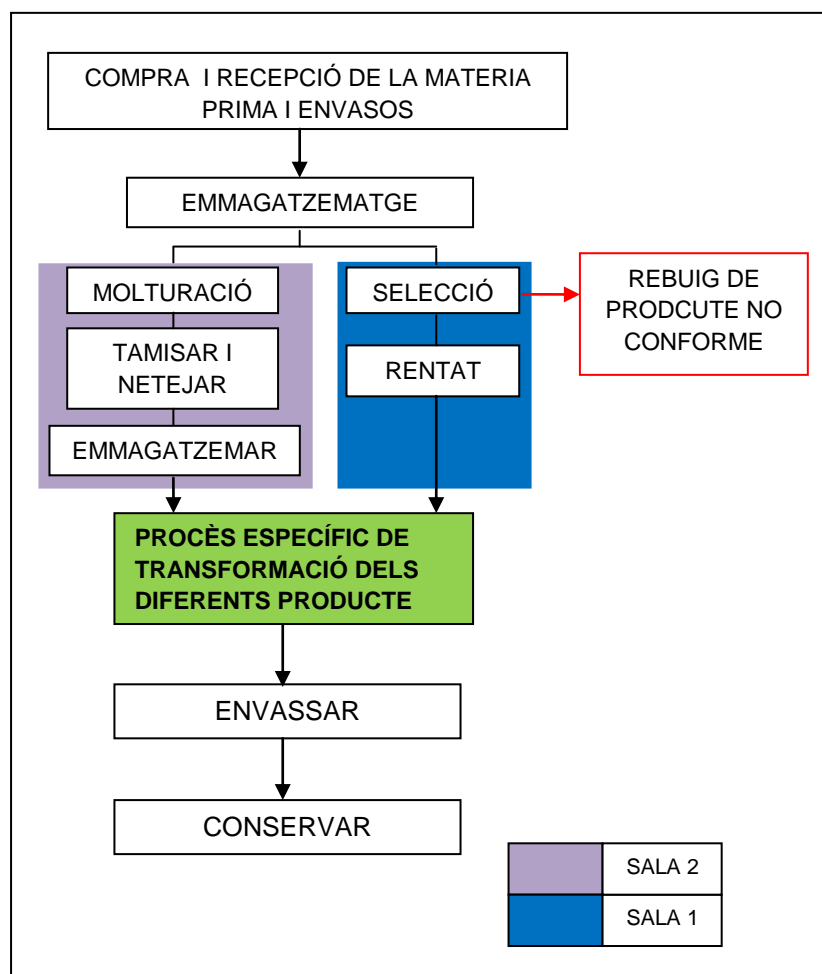 COMPRA I RECEPCIÓ DE LA MATERIA
PRIMA I ENVASOS
EMMAGATZEMATGE
MOLTURACIÓ
TAMISAR I
NETEJAR
EMMAGATZEMAR
SELECCIÓ
RENTAT
REBUIG DE
PRODCUTE NO
CONFORME
PROCÈS ESPECÍFIC DE
TRANSFORMACIÓ DELS
DIFERENTS PRODUCTE
ENVASSAR
CONSERVAR
SALA 2
SALA 1